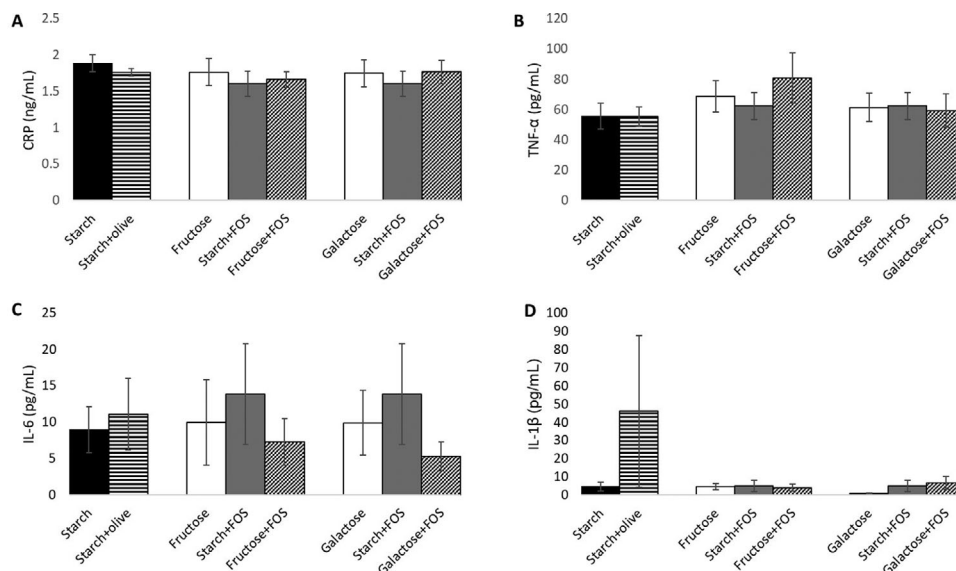 A
2.5
2
1.5
1
0.5
0
CRP (ng/mL)
Starch
Starch+olive
Fructose
Starch+FOS
Fructose+FOS
Galactose
Starch+FOS
Galactose+FOS
B
120
100
80
60
40
20
0
TNF-α (pg/mL)
Starch
Starch+olive
Fructose
Starch+FOS
Fructose+FOS
Galactose
Starch+FOS
Galactose+FOS
C
25
20
15
10
5
0
IL-6 (pg/mL)
Starch
Starch+olive
Fructose
Starch+FOS
Fructose+FOS
Galactose
Starch+FOS
Galactose+FOS
D
100
90
80
70
60
50
40
30
20
10
0
IL-1β (pg/mL)
Starch
Starch+olive
Fructose
Starch+FOS
Fructose+FOS
Galactose
Starch+FOS
Galactose+FOS